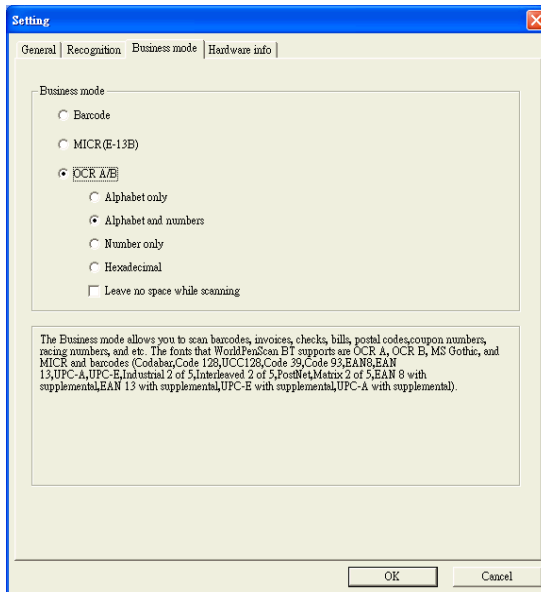 Setting
General Recognition Business mode Hardware info
Business mode
Barcode
MICR(E-13B)
OCR A/B
Alphabet only
Alphabet and numbers
Number only
Hexadecimal
Leave no space while scanning
The Business mode allows you to scan barcodes, invoices, checks, bills, postal codes,coupon numbers,
racing numbers, and etc. The fonts that WorldPenScan BT supports are OCR A, OCR B, MS Gothic, and
MICR and barcodes (Codabar,Code 128,UCC128,Code 39,Code 93,EAN8,EAN
13,UPC-A,UPC-E,Industrial 2 of 5,Interleaved 2 of 5,PostNet,Matrix 2 of 5,EAN 8 with
supplemental,EAN 13 with supplemental,UPC-E with supplemental,UPC-A with supplemental).
OK Cancel